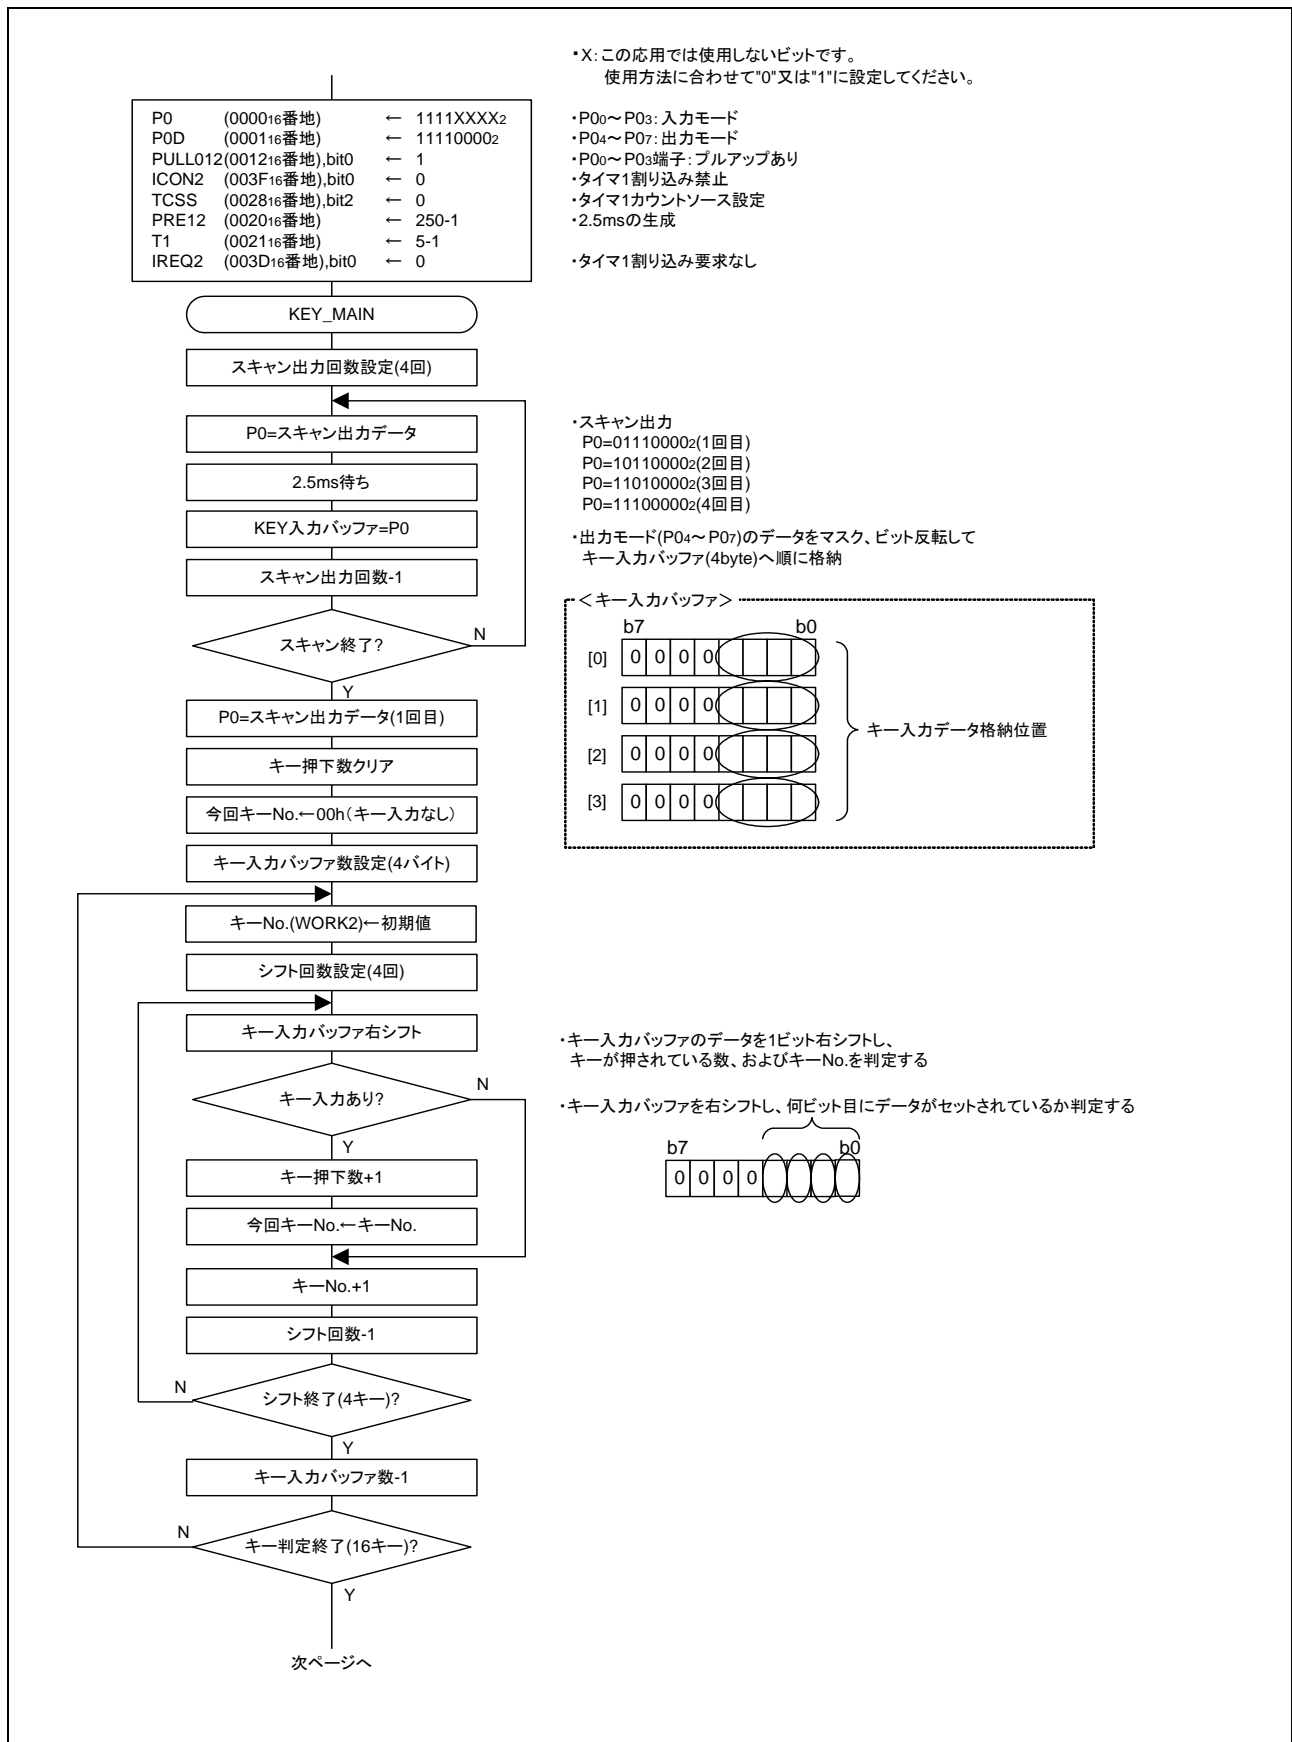 ・X: この応用では使用しないビットです。
使用方法に合わせて"0"又は"1"に設定してください。
P0 (0000₁₆番地) ← 1111XXXX₂
P0D (0001₁₆番地) ← 11110000₂
PULL012(0012₁₆番地),bit0 ← 1
ICON2 (003F₁₆番地),bit0 ← 0
TCSS (0028₁₆番地),bit2 ← 0
PRE12 (0020₁₆番地) ← 250-1
T1 (0021₁₆番地) ← 5-1
IREQ2 (003D₁₆番地),bit0 ← 0
・P0₀～P0₃: 入力モード
・P0₄～P0₇: 出力モード
・P0₀～P0₃端子: プルアップあり
・タイマ1割り込み禁止
・タイマ1カウントソース設定
・2.5msの生成
・タイマ1割り込み要求なし
KEY_MAIN
スキャン出力回数設定(4回)
P0=スキャン出力データ
2.5ms待ち
KEY入力バッファ=P0
スキャン出力回数-1
スキャン終了?
N
Y
・スキャン出力
P0=01110000₂(1回目)
P0=10110000₂(2回目)
P0=11010000₂(3回目)
P0=11100000₂(4回目)
・出力モード(P0₄～P0₇)のデータをマスク、ビット反転して
キー入力バッファ(4byte)へ順に格納
＜キー入力バッファ＞
b7 b0
[0] 0 0 0 0
[1] 0 0 0 0
[2] 0 0 0 0
[3] 0 0 0 0
キー入力データ格納位置
P0=スキャン出力データ(1回目)
キー押下数クリア
今回キーNo.←00h(キー入力なし)
キー入力バッファ数設定(4バイト)
キーNo.(WORK2)←初期値
シフト回数設定(4回)
キー入力バッファ右シフト
キー入力あり?
N
Y
・キー入力バッファのデータを1ビット右シフトし、
キーが押されている数、およびキーNo.を判定する
・キー入力バッファを右シフトし、何ビット目にデータがセットされているか判定する
b7 b0
0 0 0 0
キー押下数+1
今回キーNo.←キーNo.
キーNo.+1
シフト回数-1
N
シフト終了(4キー)?
Y
キー入力バッファ数-1
N
キー判定終了(16キー)?
Y
次ページへ